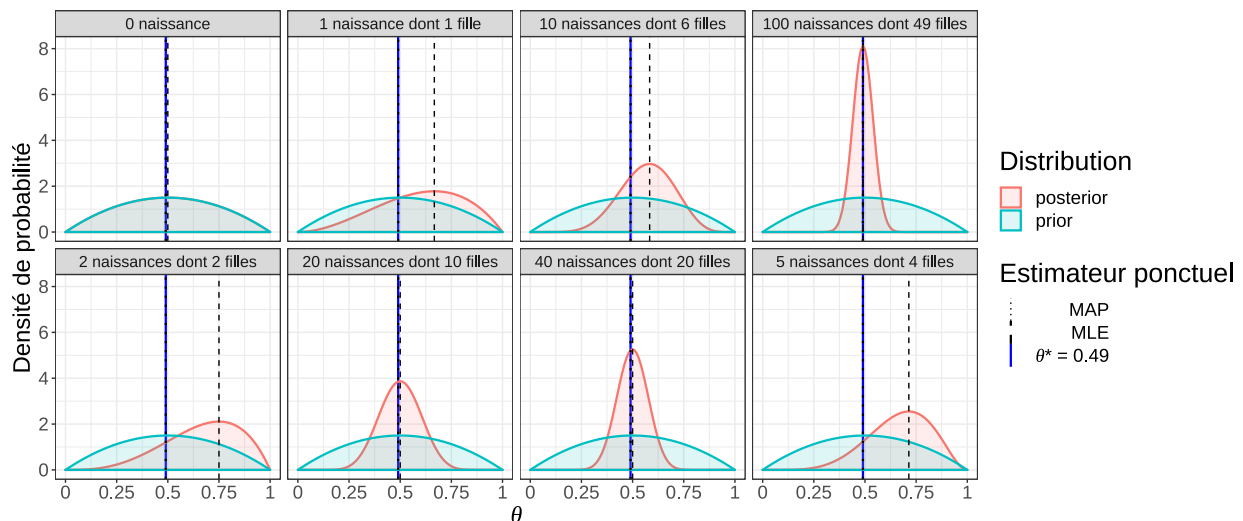 0 naissance
1 naissance dont 1 fille
10 naissances dont 6 filles
100 naissances dont 49 filles
8
6
4
2
0
2 naissances dont 2 filles
20 naissances dont 10 filles
40 naissances dont 20 filles
5 naissances dont 4 filles
8
6
4
2
0
0 0.25 0.5 0.75 1
0 0.25 0.5 0.75 1
0 0.25 0.5 0.75 1
0 0.25 0.5 0.75 1
θ
Densité de probabilité
Distribution
posterior
prior
Estimateur ponctuel
MAP
MLE
θ* = 0.49